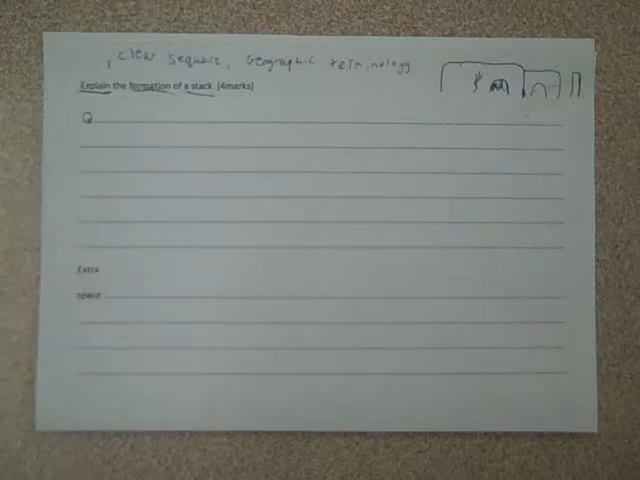 , clear sequence, Geographic terminology
Explain the formation of a stack [4marks]
Extra
space